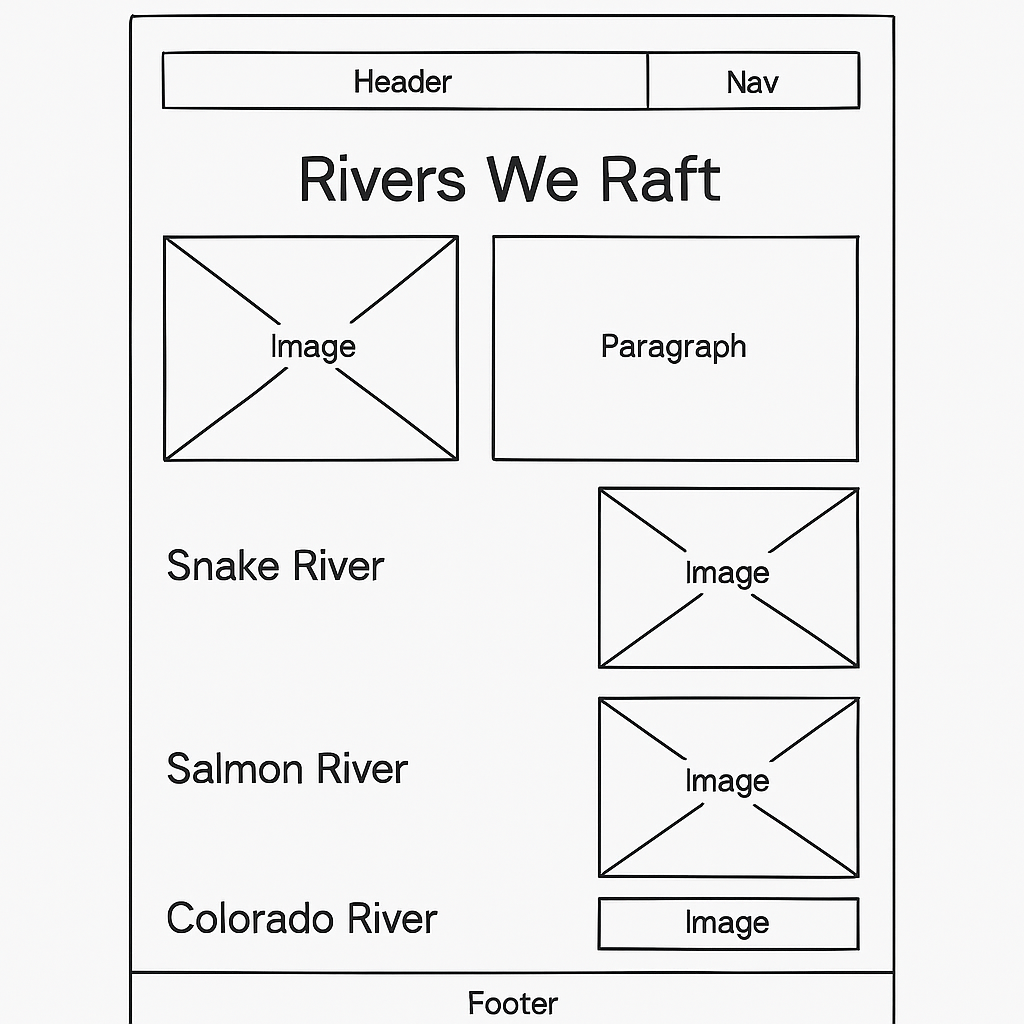 Header Nav
Rivers We Raft
Image Paragraph
Snake River Image
Salmon River Image
Colorado River Image
Footer